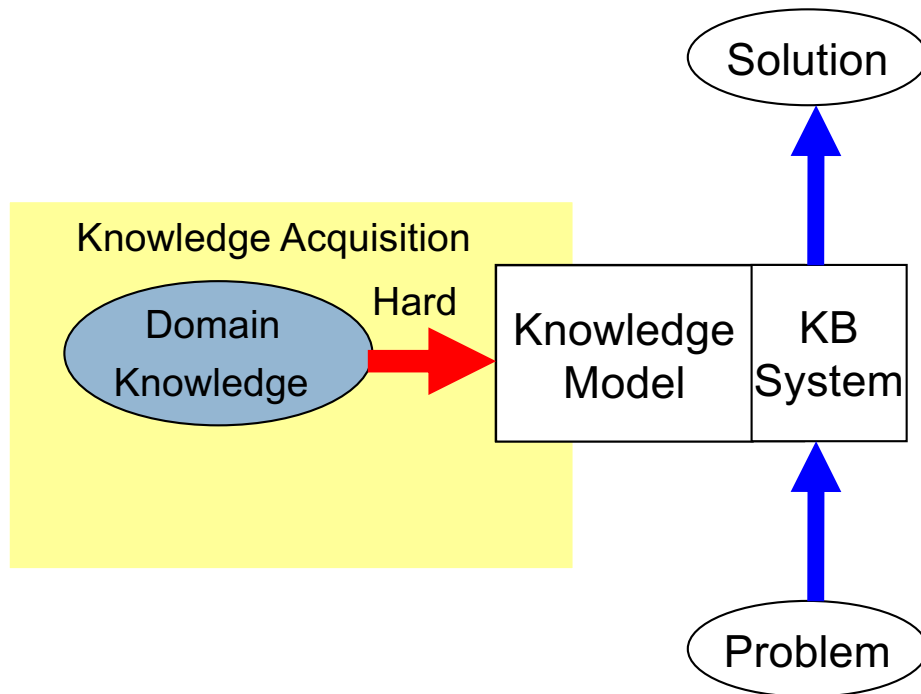 Solution
Knowledge Acquisition
Hard
Domain
Knowledge
Knowledge
Model
KB
System
Problem